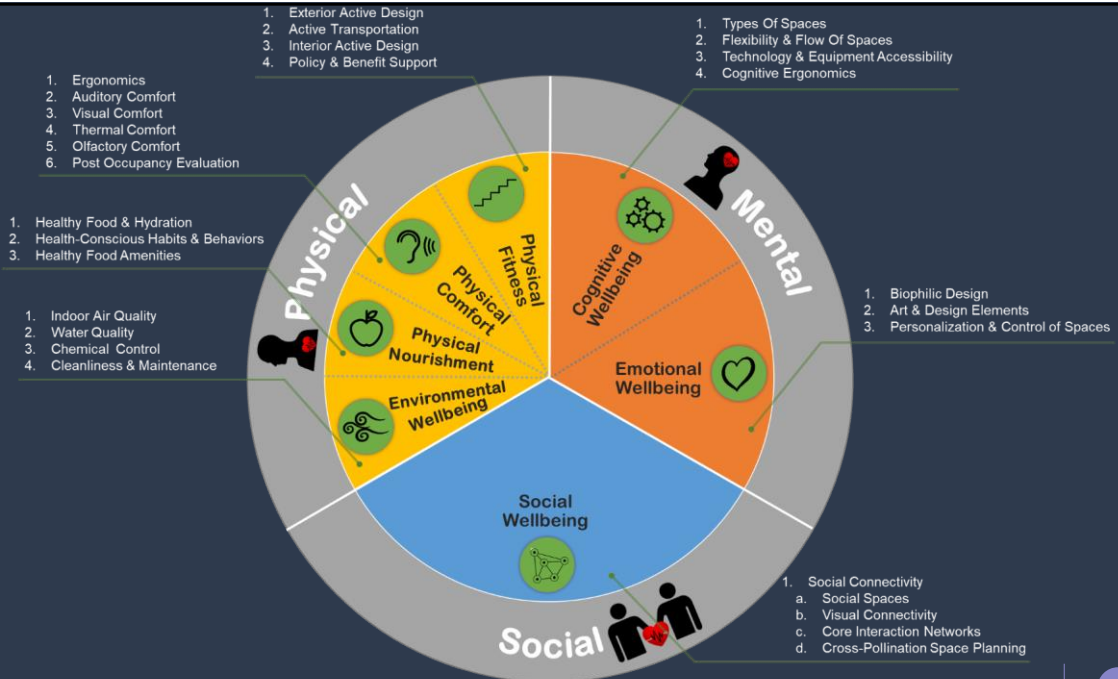 1. Exterior Active Design
2. Active Transportation
3. Interior Active Design
4. Policy & Benefit Support
1. Types Of Spaces
2. Flexibility & Flow Of Spaces
3. Technology & Equipment Accessibility
4. Cognitive Ergonomics
1. Ergonomics
2. Auditory Comfort
3. Visual Comfort
4. Thermal Comfort
5. Olfactory Comfort
6. Post Occupancy Evaluation
1. Healthy Food & Hydration
2. Health-Conscious Habits & Behaviors
3. Healthy Food Amenities
1. Indoor Air Quality
2. Water Quality
3. Chemical Control
4. Cleanliness & Maintenance
Physical
Physical
Fitness
Physical
Comfort
Physical
Nourishment
Environmental
Wellbeing
Mental
Cognitive
Wellbeing
Emotional
Wellbeing
1. Biophilic Design
2. Art & Design Elements
3. Personalization & Control of Spaces
Social
Wellbeing
Social
1. Social Connectivity
a. Social Spaces
b. Visual Connectivity
c. Core Interaction Networks
d. Cross-Pollination Space Planning